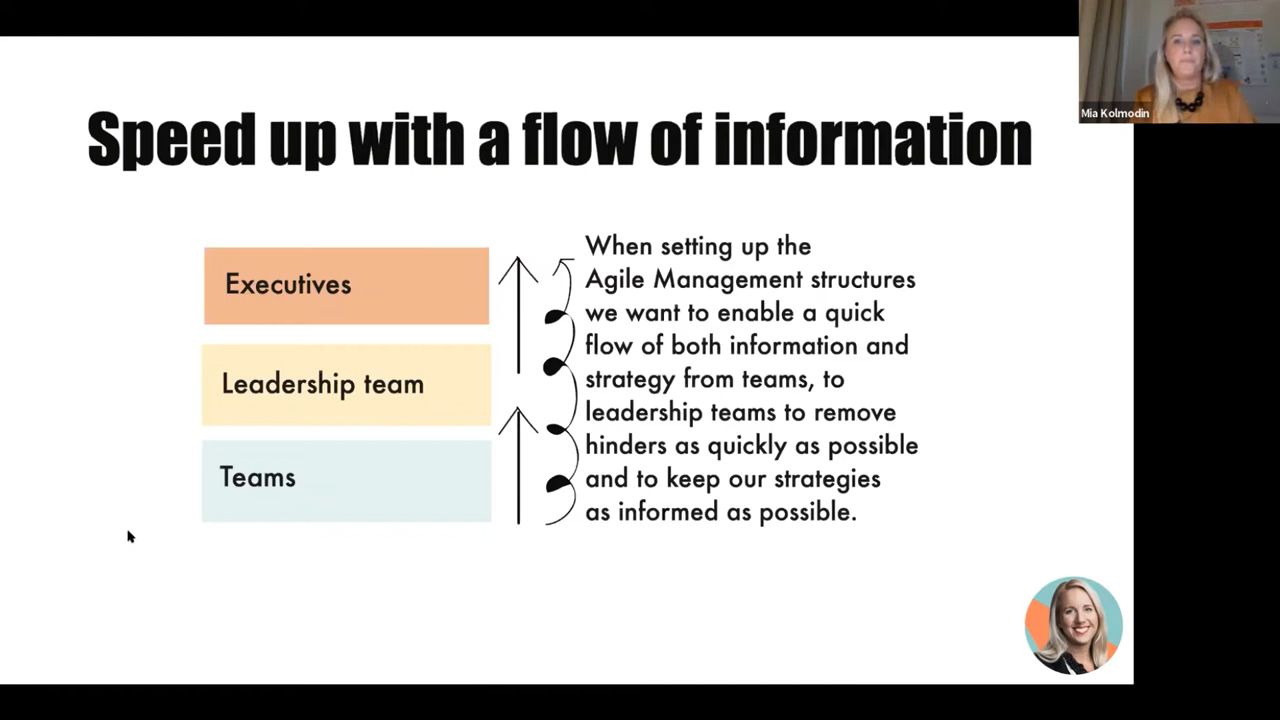 Mia Kolmodin
Speed up with a flow of information
Executives
Leadership team
Teams
When setting up the
Agile Management structures
we want to enable a quick
flow of both information and
strategy from teams, to
leadership teams to remove
hinders as quickly as possible
and to keep our strategies
as informed as possible.